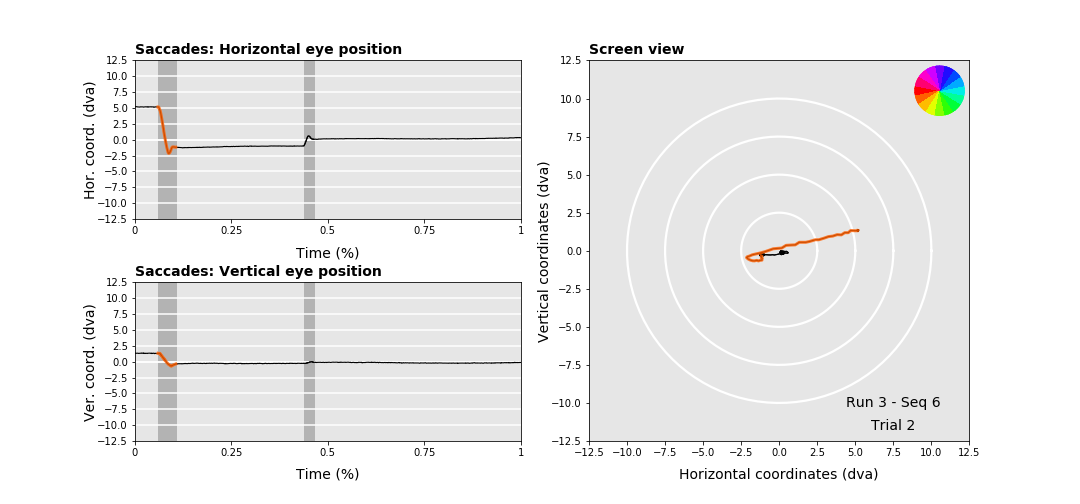 Saccades: Horizontal eye position
12.5
10.0
7.5
5.0
2.5
0.0
−2.5
−5.0
−7.5
−10.0
−12.5
Hor. coord. (dva)
0 0.25 0.5 0.75 1
Time (%)
Saccades: Vertical eye position
12.5
10.0
7.5
5.0
2.5
0.0
−2.5
−5.0
−7.5
−10.0
−12.5
Ver. coord. (dva)
0 0.25 0.5 0.75 1
Time (%)
Screen view
12.5
10.0
7.5
5.0
2.5
0.0
−2.5
−5.0
−7.5
−10.0
−12.5
Vertical coordinates (dva)
Run 3 - Seq 6
Trial 2
−12.5 −10.0 −7.5 −5.0 −2.5 0.0 2.5 5.0 7.5 10.0 12.5
Horizontal coordinates (dva)